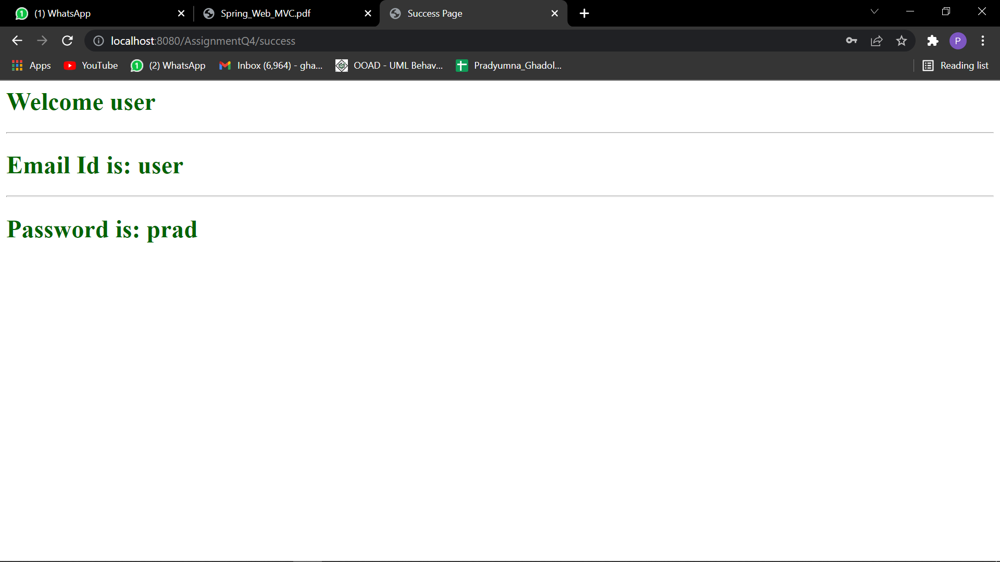 (1) WhatsApp
Spring_Web_MVC.pdf
Success Page
localhost:8080/AssignmentQ4/success
P
Apps
YouTube
1
(2) WhatsApp
Inbox (6,964) - gha...
OOAD - UML Behav...
Pradyumna_Ghadol...
Reading list
Welcome user
Email Id is: user
Password is: prad